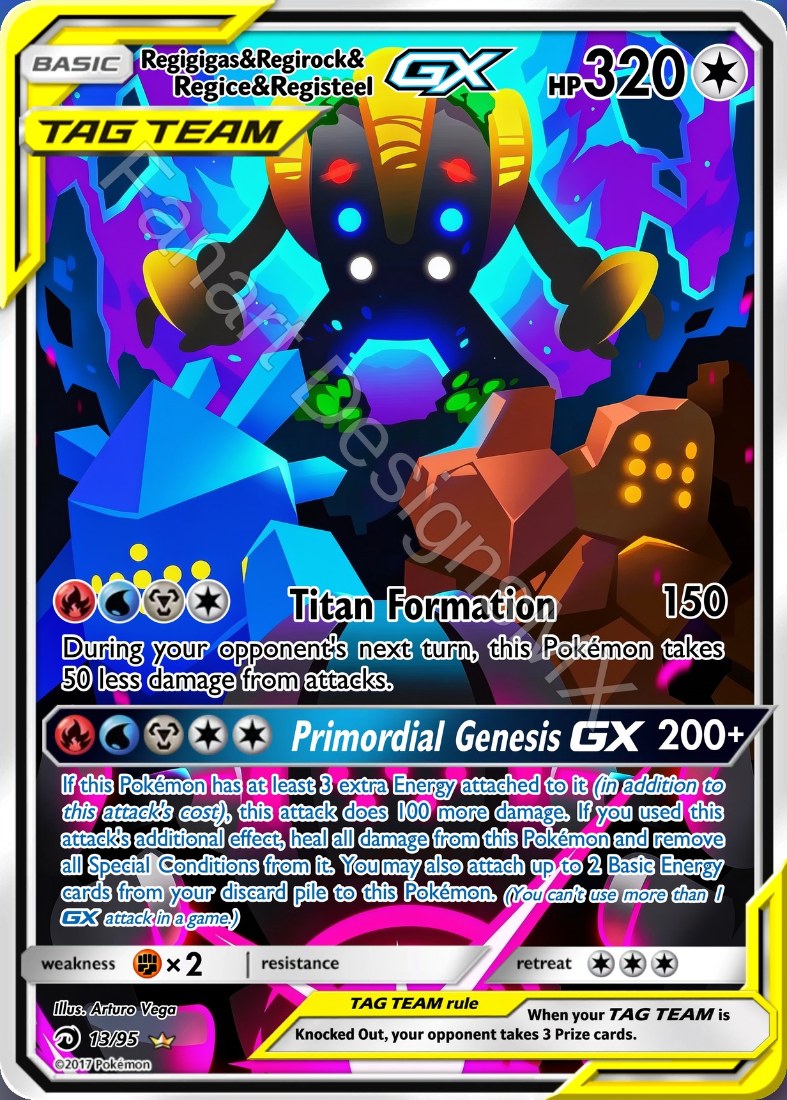 BASIC
Regigigas&Regirock&
Regice&Registeel
GX
HP320
TAG TEAM
Fanart DesignsMX
Titan Formation 150
During your opponent's next turn, this Pokémon takes
50 less damage from attacks.
Primordial Genesis GX 200+
If this Pokémon has at least 3 extra Energy attached to it (in addition to
this attack's cost), this attack does 100 more damage. If you used this
attack's additional effect, heal all damage from this Pokémon and remove
all Special Conditions from it. You may also attach up to 2 Basic Energy
cards from your discard pile to this Pokémon. (You can't use more than 1
GX attack in a game.)
weakness ×2 resistance retreat
Illus. Arturo Vega
13/95
©2017 Pokémon
TAG TEAM rule
When your TAG TEAM is
Knocked Out, your opponent takes 3 Prize cards.